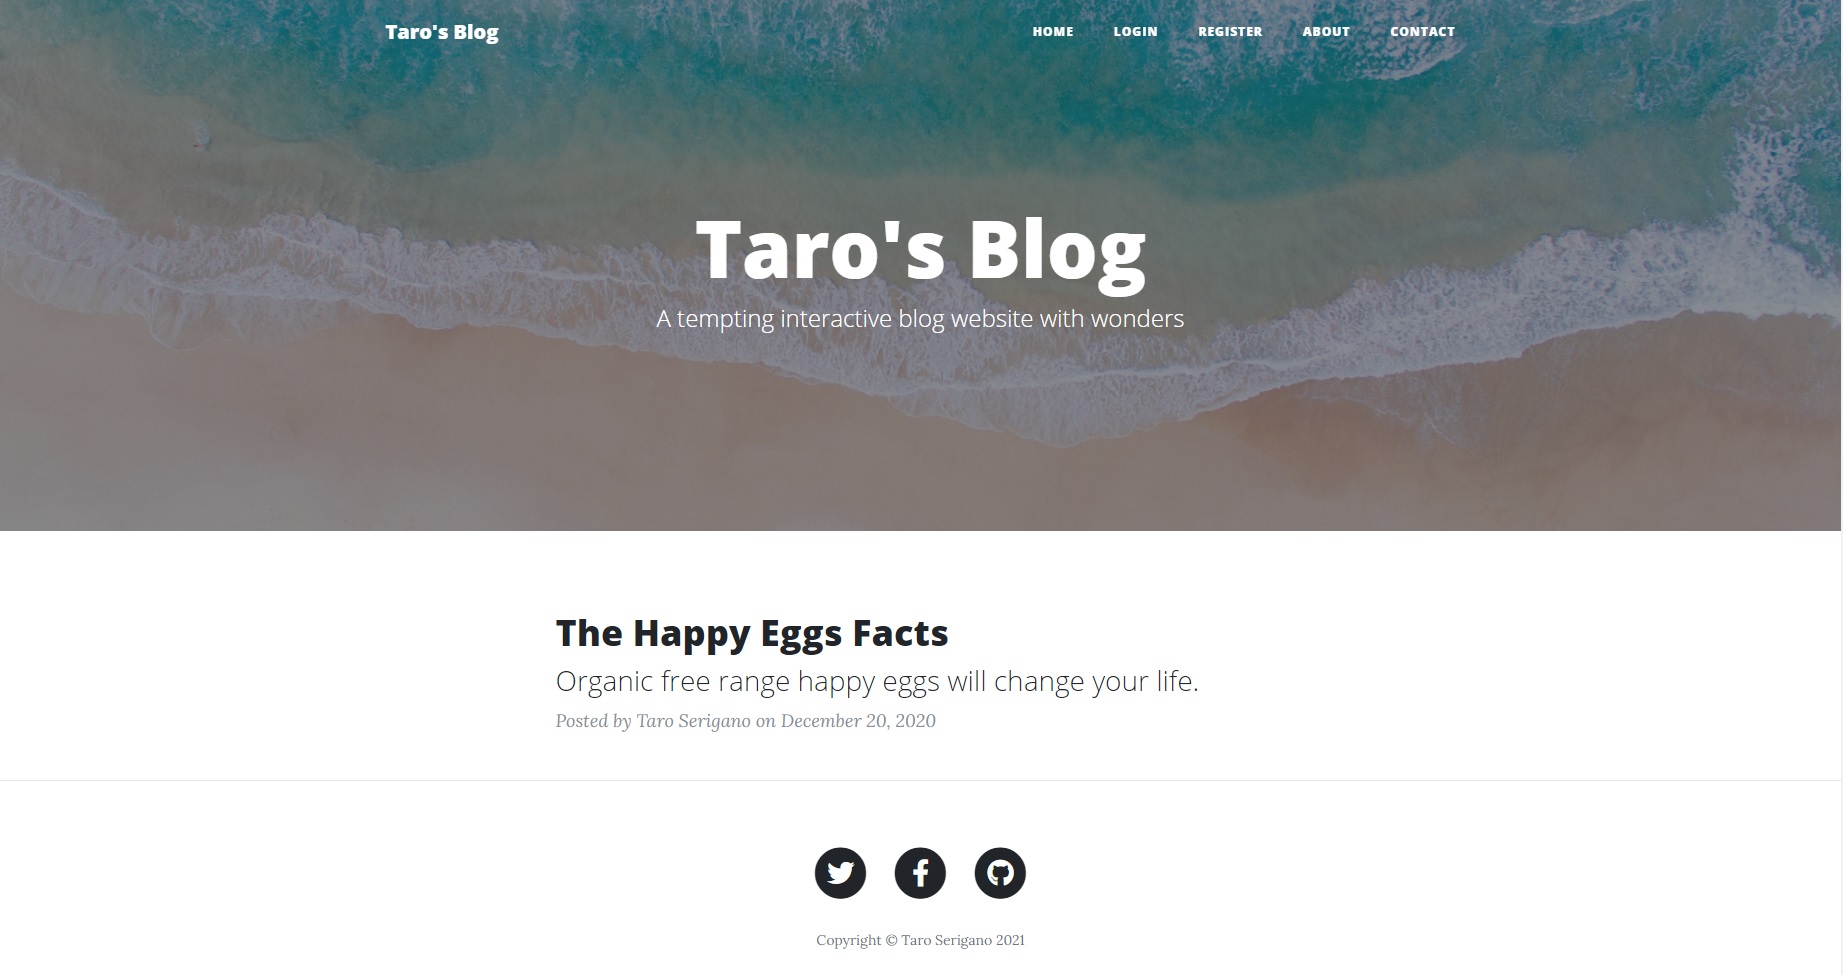 Taro's Blog
HOME LOGIN REGISTER ABOUT CONTACT
Taro's Blog
A tempting interactive blog website with wonders
The Happy Eggs Facts
Organic free range happy eggs will change your life.
Posted by Taro Serigano on December 20, 2020
Copyright © Taro Serigano 2021